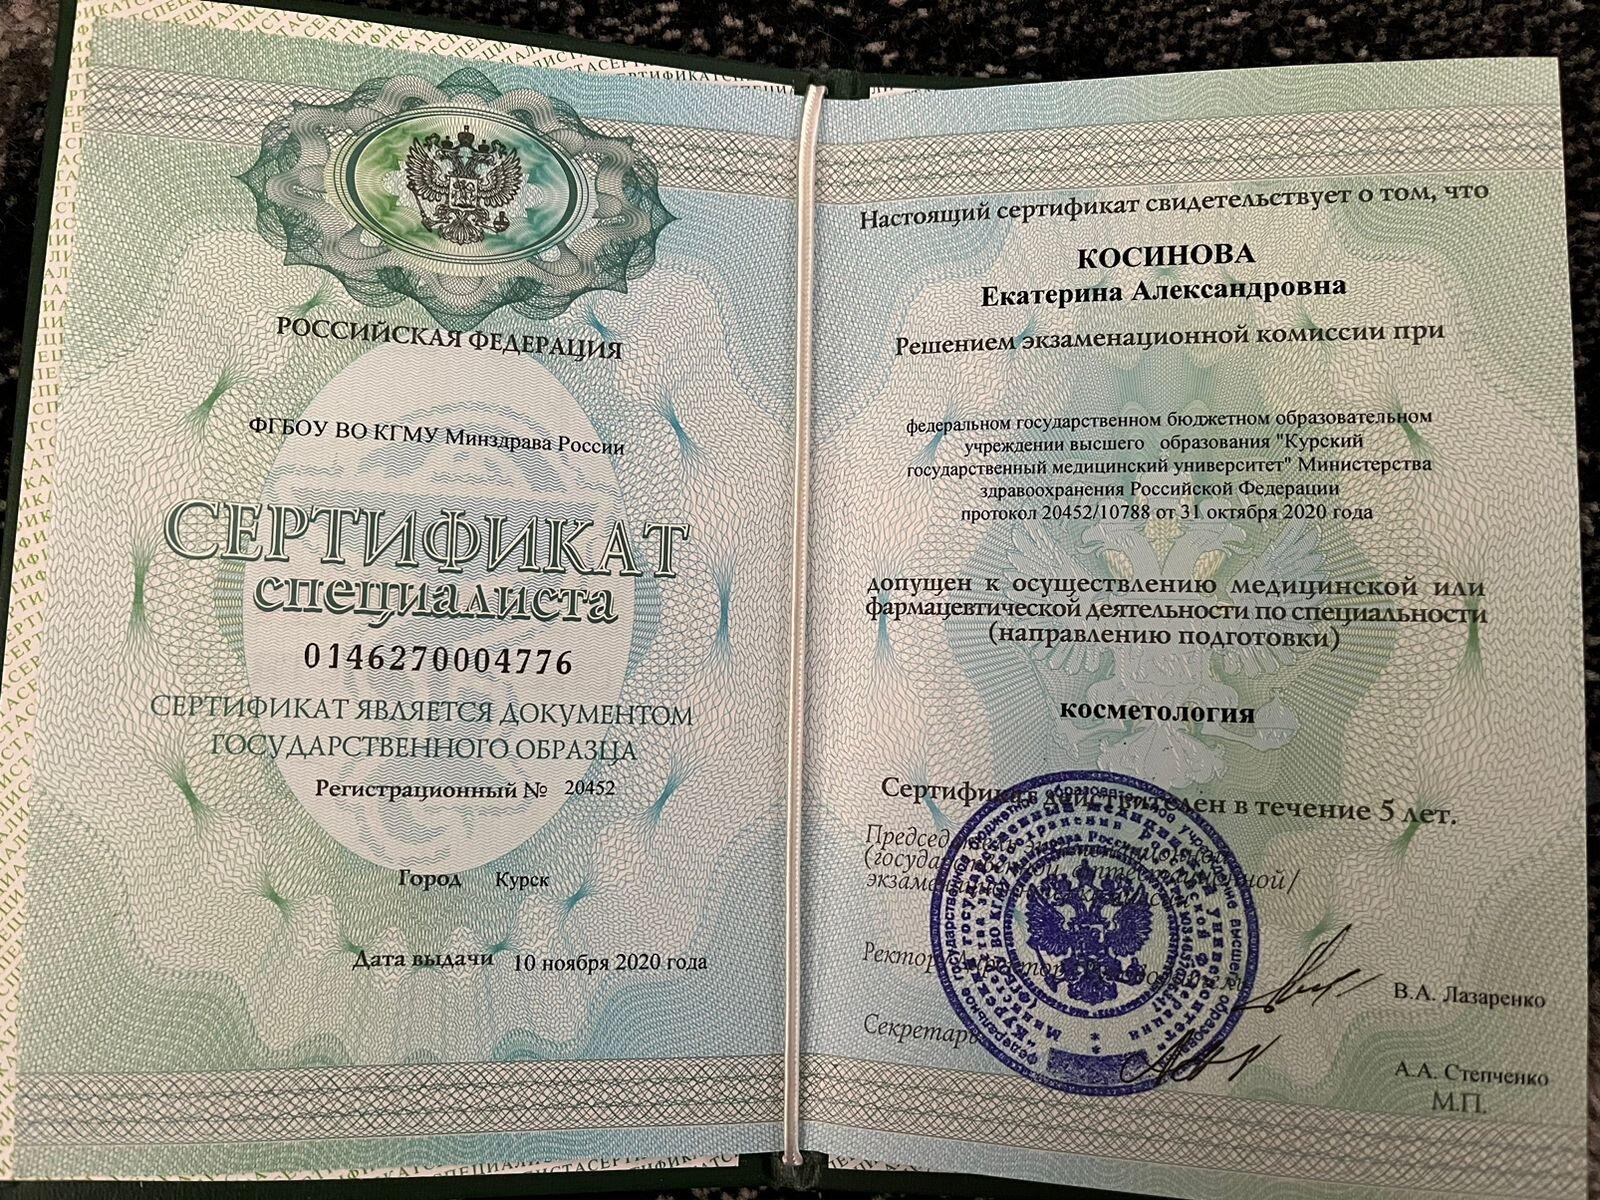 РОССИЙСКАЯ ФЕДЕРАЦИЯ
ФГБОУ ВО КГМУ Минздрава России
СЕРТИФИКАТ
специалиста
0146270004776
СЕРТИФИКАТ ЯВЛЯЕТСЯ ДОКУМЕНТОМ
ГОСУДАРСТВЕННОГО ОБРАЗЦА
Регистрационный № 20452
Город Курск
Дата выдачи 10 ноября 2020 года
Настоящий сертификат свидетельствует о том, что
КОСИНОВА
Екатерина Александровна
Решением экзаменационной комиссии при
федеральном государственном бюджетном образовательном
учреждении высшего образования "Курский
государственный медицинский университет" Министерства
здравоохранения Российской Федерации
протокол 20452/10788 от 31 октября 2020 года
допущен к осуществлению медицинской или
фармацевтической деятельности по специальности
(направлению подготовки)
косметология
Сертификат действителен в течение 5 лет.
Ректор
В.А. Лазаренко
Секретарь
А.А. Степченко
М.П.